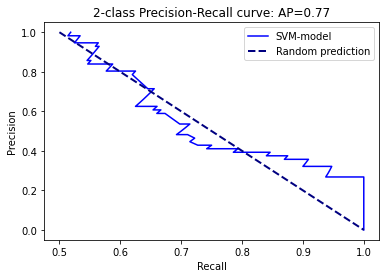 2-class Precision-Recall curve: AP=0.77
SVM-model
Random prediction
Precision
1.0
0.8
0.6
0.4
0.2
0.0
0.5
0.6
0.7
0.8
0.9
1.0
Recall